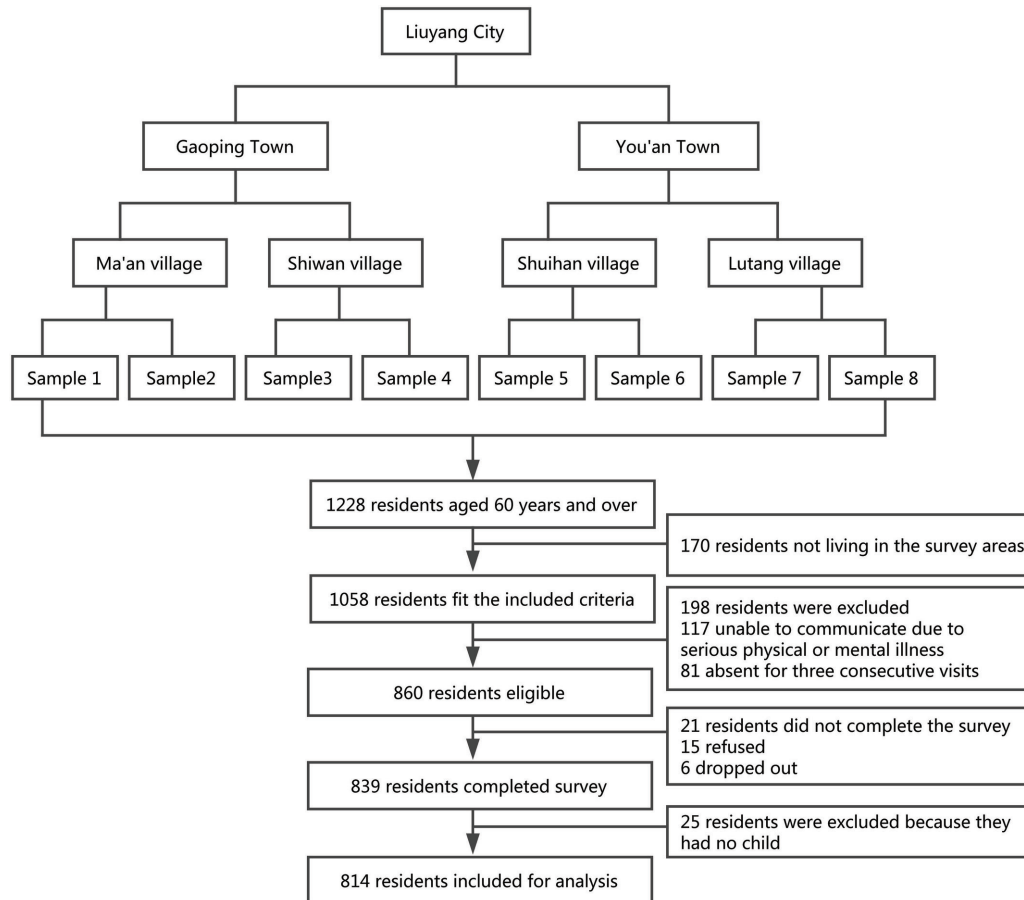 Liuyang City
Gaoping Town
You'an Town
Ma'an village
Shiwan village
Shuihan village
Lutang village
Sample 1
Sample2
Sample3
Sample 4
Sample 5
Sample 6
Sample 7
Sample 8
1228 residents aged 60 years and over
170 residents not living in the survey areas
1058 residents fit the included criteria
198 residents were excluded
117 unable to communicate due to
serious physical or mental illness
81 absent for three consecutive visits
860 residents eligible
21 residents did not complete the survey
15 refused
6 dropped out
839 residents completed survey
25 residents were excluded because they
had no child
814 residents included for analysis